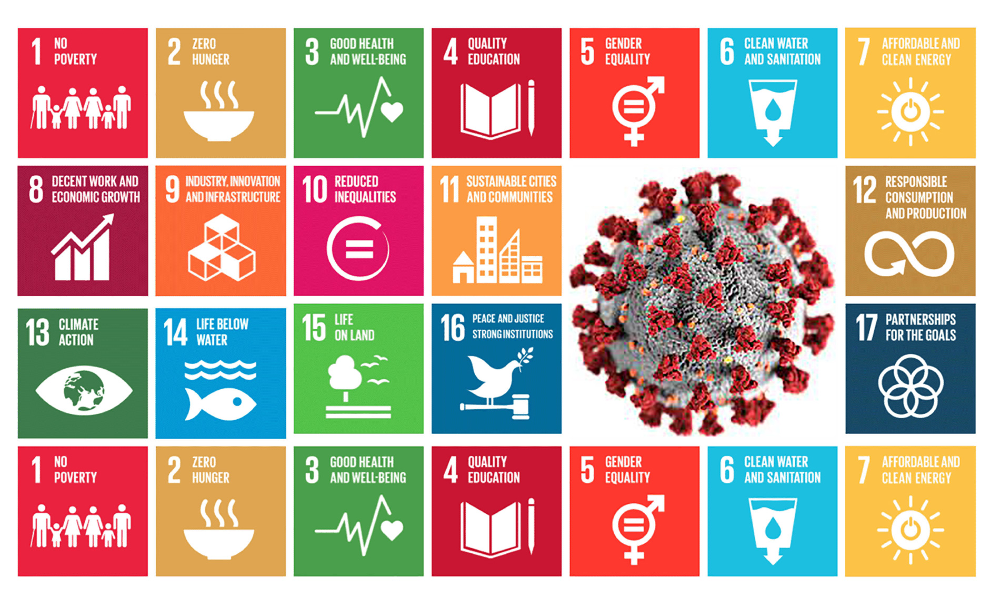 1 NO
POVERTY
2 ZERO
HUNGER
3 GOOD HEALTH
AND WELL-BEING
4 QUALITY
EDUCATION
5 GENDER
EQUALITY
6 CLEAN WATER
AND SANITATION
7 AFFORDABLE AND
CLEAN ENERGY
8 DECENT WORK AND
ECONOMIC GROWTH
9 INDUSTRY, INNOVATION
AND INFRASTRUCTURE
10 REDUCED
INEQUALITIES
11 SUSTAINABLE CITIES
AND COMMUNITIES
12 RESPONSIBLE
CONSUMPTION
AND PRODUCTION
13 CLIMATE
ACTION
14 LIFE BELOW
WATER
15 LIFE
ON LAND
16 PEACE AND JUSTICE
STRONG INSTITUTIONS
17 PARTNERSHIPS
FOR THE GOALS
1 NO
POVERTY
2 ZERO
HUNGER
3 GOOD HEALTH
AND WELL-BEING
4 QUALITY
EDUCATION
5 GENDER
EQUALITY
6 CLEAN WATER
AND SANITATION
7 AFFORDABLE AND
CLEAN ENERGY